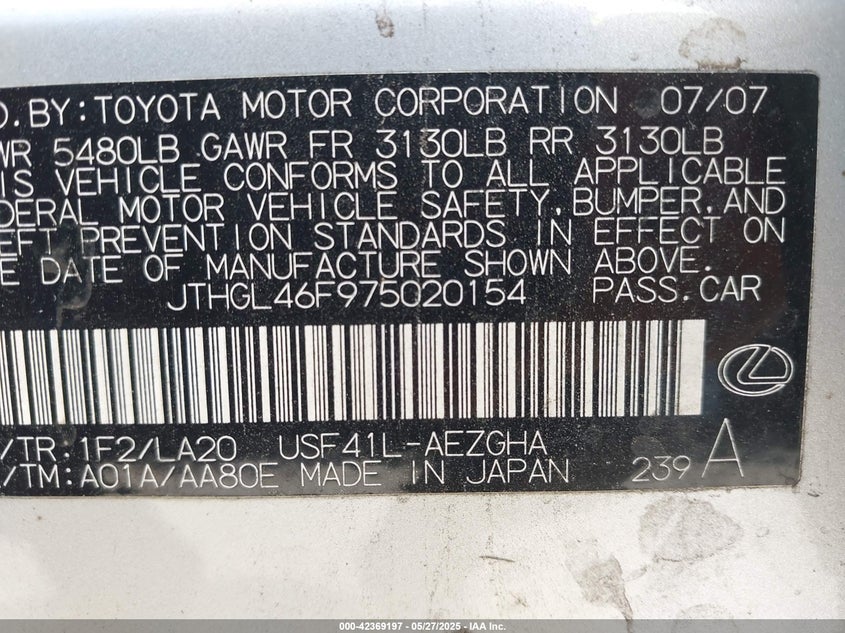 D.BY:TOYOTA MOTOR CORPORATION 07/07
WR 5480LB GAWR FR 3130LB RR 3130LB
IS VEHICLE CONFORMS TO ALL APPLICABLE
DERAL MOTOR VEHICLE SAFETY,BUMPER,AND
EFT PREVENTION STANDARDS IN EFFECT ON
E DATE OF MANUFACTURE SHOWN ABOVE.
JTHGL46F975020154 PASS.CAR
/TR:1F2/LA20 USF41L-AEZGHA
/TM:A01A/AA80E MADE IN JAPAN 239 A
000-42369197 - 05/27/2025 - IAA Inc.